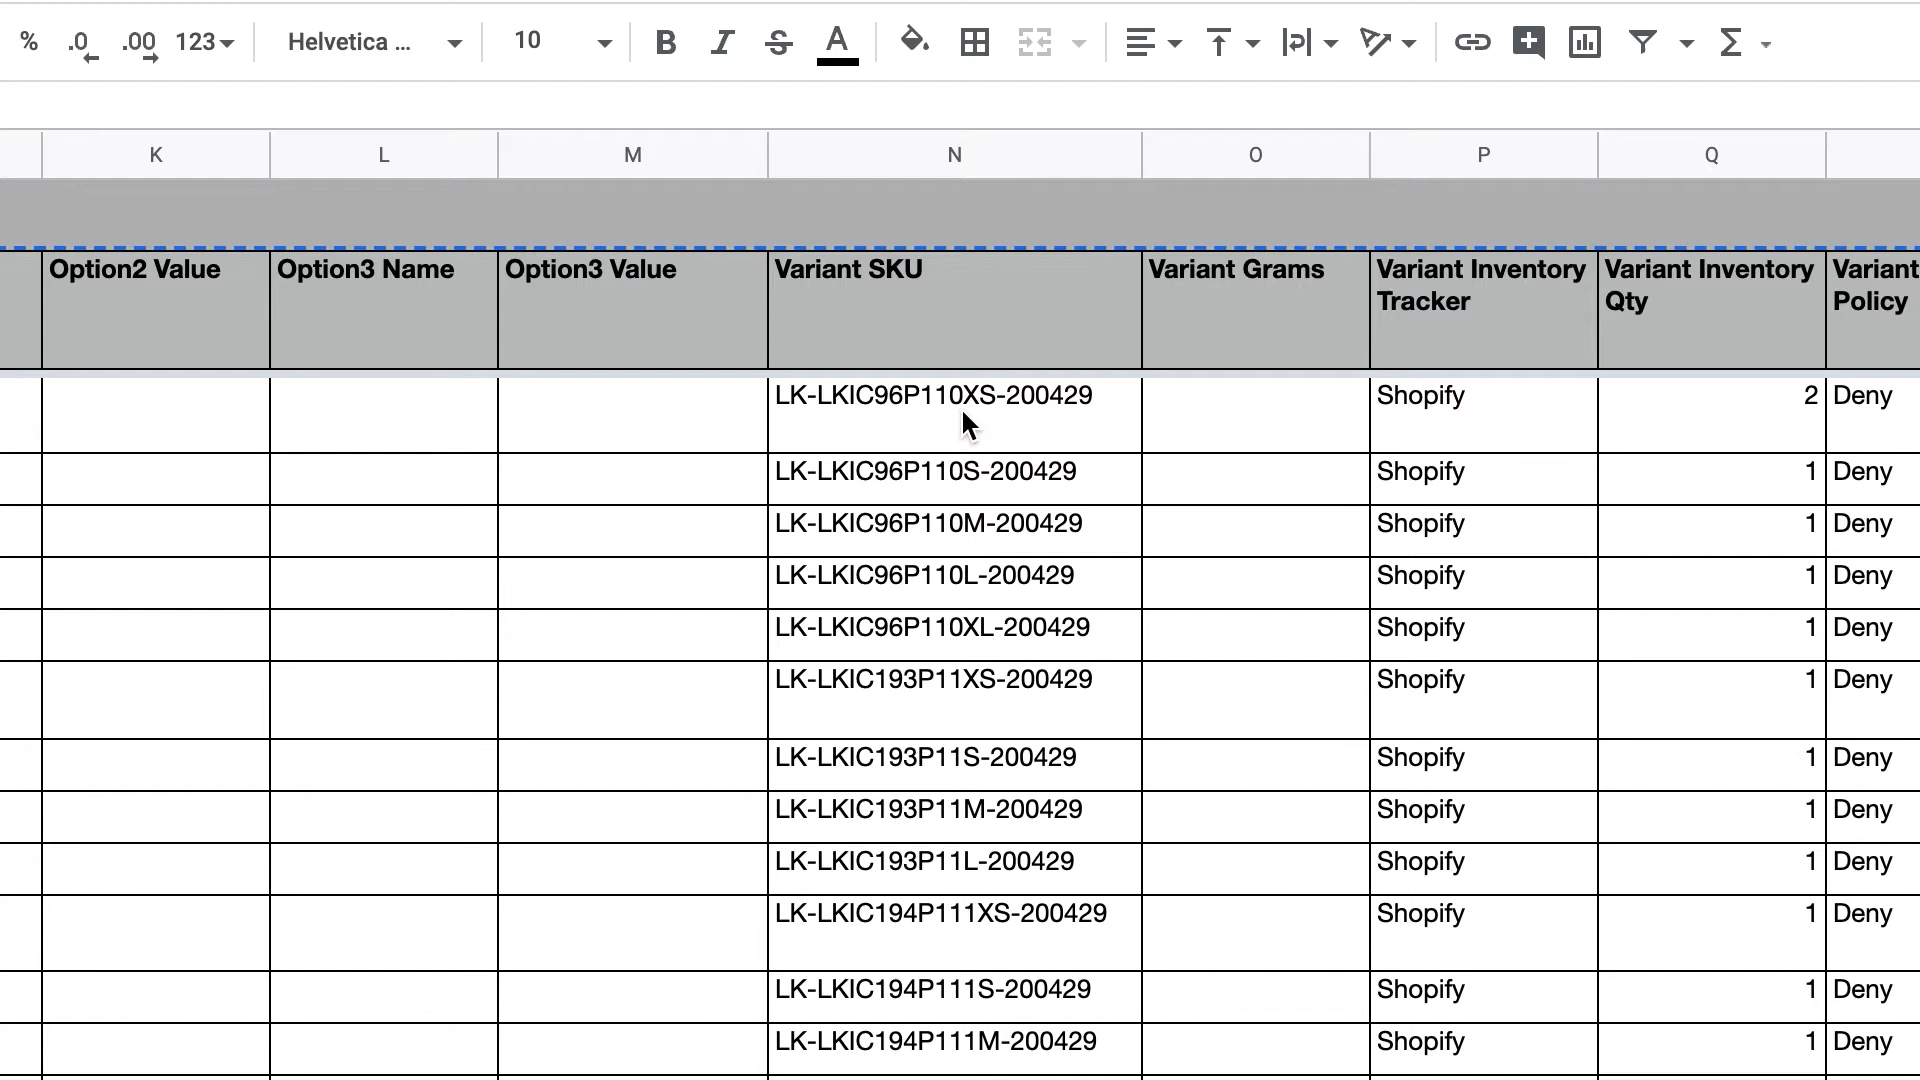 % .0 .00 123 Helvetica ... 10 B I S A Σ
K L M N O P Q
Option2 Value Option3 Name Option3 Value Variant SKU Variant Grams Variant Inventory Variant Inventory Variant
Tracker Qty Policy
LK-LKIC96P110XS-200429 Shopify 2 Deny
LK-LKIC96P110S-200429 Shopify 1 Deny
LK-LKIC96P110M-200429 Shopify 1 Deny
LK-LKIC96P110L-200429 Shopify 1 Deny
LK-LKIC96P110XL-200429 Shopify 1 Deny
LK-LKIC193P11XS-200429 Shopify 1 Deny
LK-LKIC193P11S-200429 Shopify 1 Deny
LK-LKIC193P11M-200429 Shopify 1 Deny
LK-LKIC193P11L-200429 Shopify 1 Deny
LK-LKIC194P111XS-200429 Shopify 1 Deny
LK-LKIC194P111S-200429 Shopify 1 Deny
LK-LKIC194P111M-200429 Shopify 1 Deny